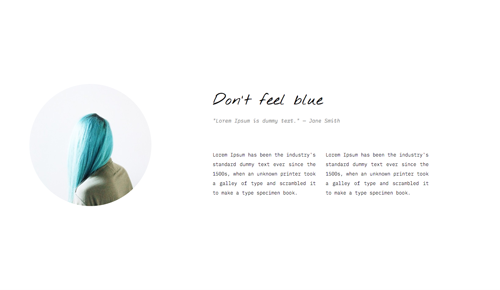 Don't feel blue
"Lorem Ipsum is dummy text." — Jane Smith
Lorem Ipsum has been the industry's
standard dummy text ever since the
1500s, when an unknown printer took
a galley of type and scrambled it
to make a type specimen book.
Lorem Ipsum has been the industry's
standard dummy text ever since the
1500s, when an unknown printer took
a galley of type and scrambled it
to make a type specimen book.